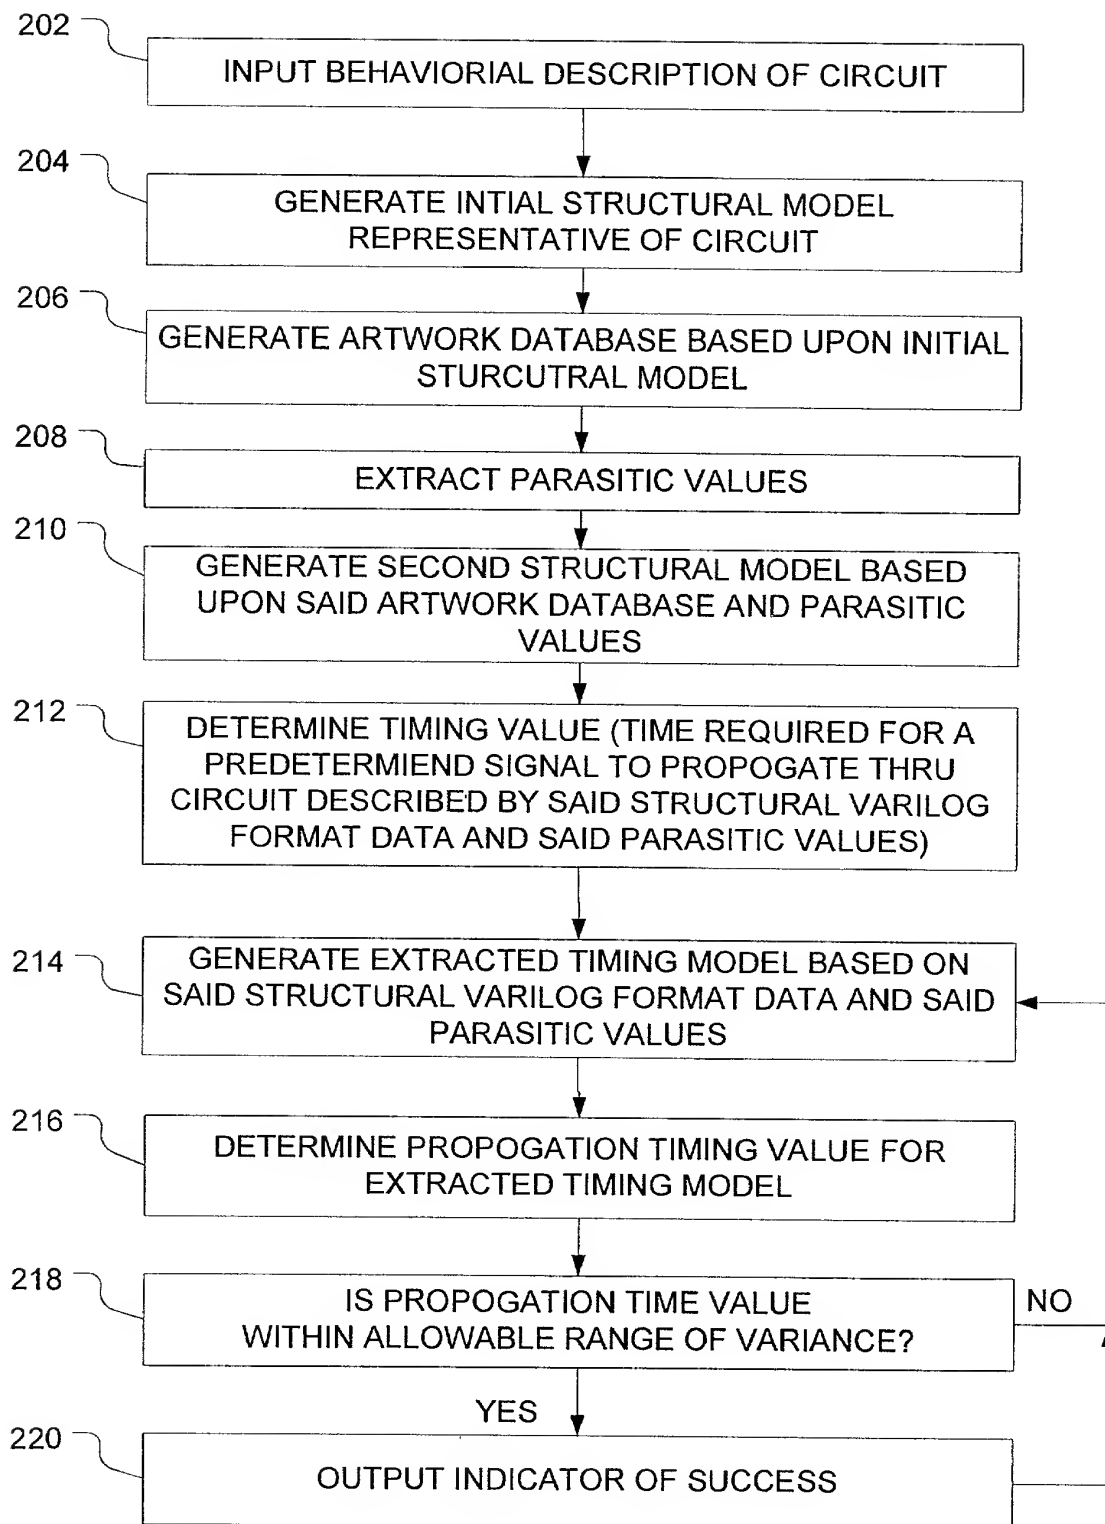 202
INPUT BEHAVIORIAL DESCRIPTION OF CIRCUIT
204
GENERATE INTIAL STRUCTURAL MODEL
REPRESENTATIVE OF CIRCUIT
206
GENERATE ARTWORK DATABASE BASED UPON INITIAL
STURCUTRAL MODEL
208
EXTRACT PARASITIC VALUES
210
GENERATE SECOND STRUCTURAL MODEL BASED
UPON SAID ARTWORK DATABASE AND PARASITIC
VALUES
212
DETERMINE TIMING VALUE (TIME REQUIRED FOR A
PREDETERMIEND SIGNAL TO PROPOGATE THRU
CIRCUIT DESCRIBED BY SAID STRUCTURAL VARILOG
FORMAT DATA AND SAID PARASITIC VALUES)
214
GENERATE EXTRACTED TIMING MODEL BASED ON
SAID STRUCTURAL VARILOG FORMAT DATA AND SAID
PARASITIC VALUES
216
DETERMINE PROPOGATION TIMING VALUE FOR
EXTRACTED TIMING MODEL
218
IS PROPOGATION TIME VALUE
WITHIN ALLOWABLE RANGE OF VARIANCE?
NO
YES
220
OUTPUT INDICATOR OF SUCCESS